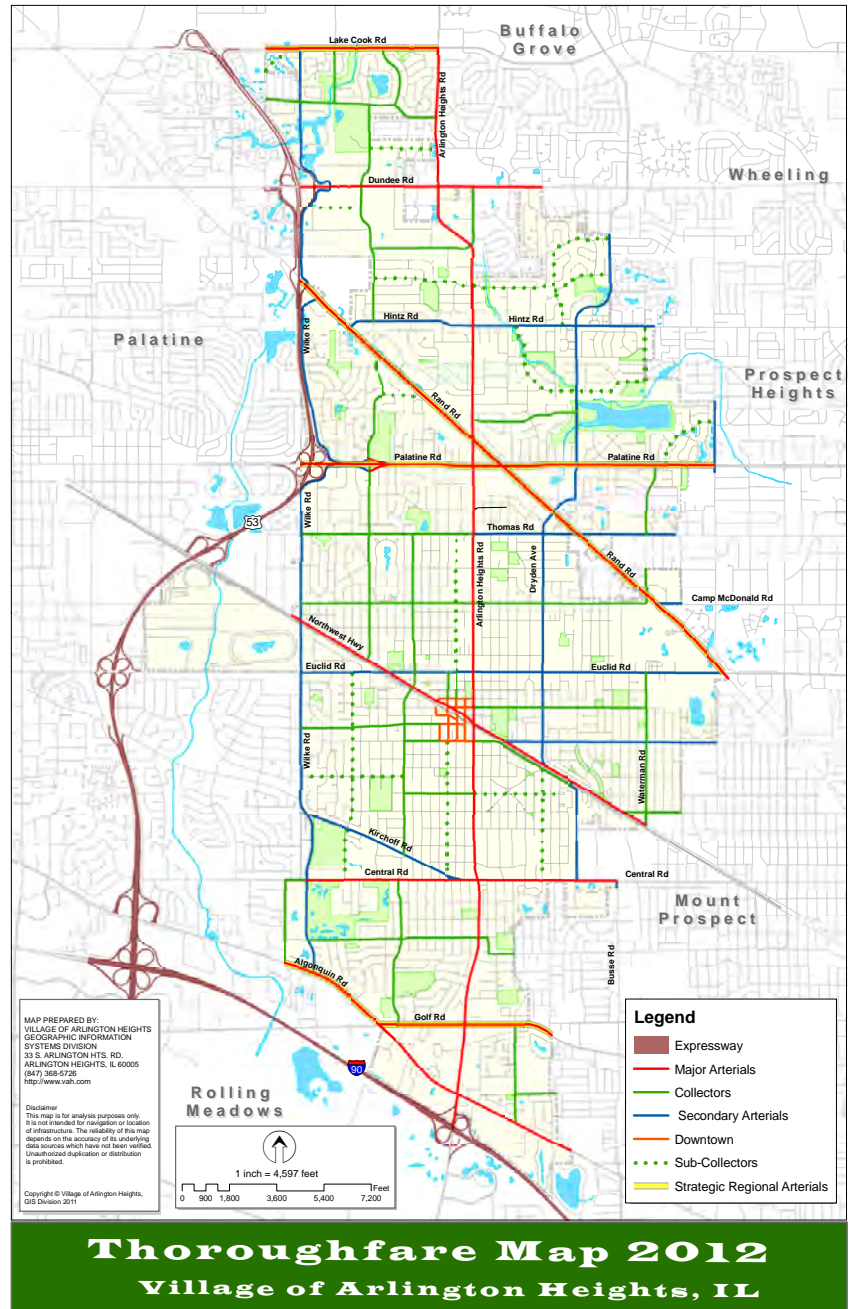 Buffalo
Grove
Lake Cook Rd
Arlington Heights Rd
Wheeling
Dundee Rd
Palatine
Wilke Rd
Hintz Rd
Hintz Rd
Prospect
Heights
Rand Rd
Palatine Rd
Palatine Rd
53
Wilke Rd
Thomas Rd
Arlington Heights Rd
Dryden Ave
Rand Rd
Camp McDonald Rd
Northwest Hwy
Euclid Rd
Euclid Rd
Wilke Rd
Waterman Rd
Kirchoff Rd
Central Rd
Central Rd
Mount
Prospect
Busse Rd
Algonquin Rd
Golf Rd
90
Rolling
Meadows
MAP PREPARED BY:
VILLAGE OF ARLINGTON HEIGHTS
GEOGRAPHIC INFORMATION
SYSTEMS DIVISION
33 S. ARLINGTON HTS. RD.
ARLINGTON HEIGHTS, IL 60005
(847) 368-5726
http://www.vah.com
Disclaimer
This map is for analysis purposes only.
It is not intended for navigation or location
of infrastructure. The reliability of this map
depends on the accuracy of its underlying
data sources which have not been verified.
Unauthorized duplication or distribution
is prohibited.
Copyright © Village of Arlington Heights,
GIS Division 2011
1 inch = 4,597 feet
Feet
0 900 1,800 3,600 5,400 7,200
Legend
Expressway
Major Arterials
Collectors
Secondary Arterials
Downtown
Sub-Collectors
Strategic Regional Arterials
Thoroughfare Map 2012
Village of Arlington Heights, IL